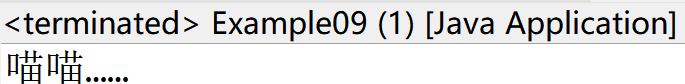 <terminated> Example09 (1) [Java Application]
喵喵......